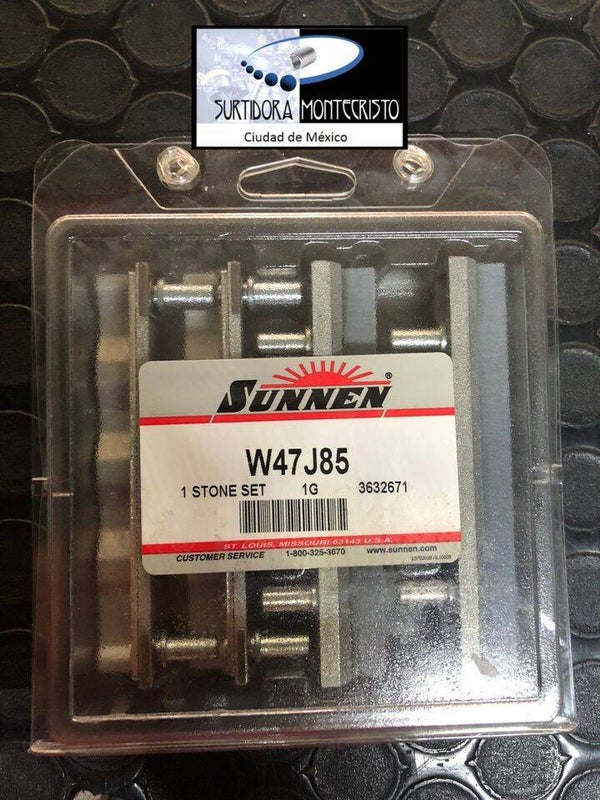 SURTIDORA MONTECRISTO
Ciudad de México
SUNNEN®
W47J85
1 STONE SET 1G 3632671
ST. LOUIS, MISSOURI 63143 U.S.A.
CUSTOMER SERVICE 1-800-325-3670 www.sunnen.com